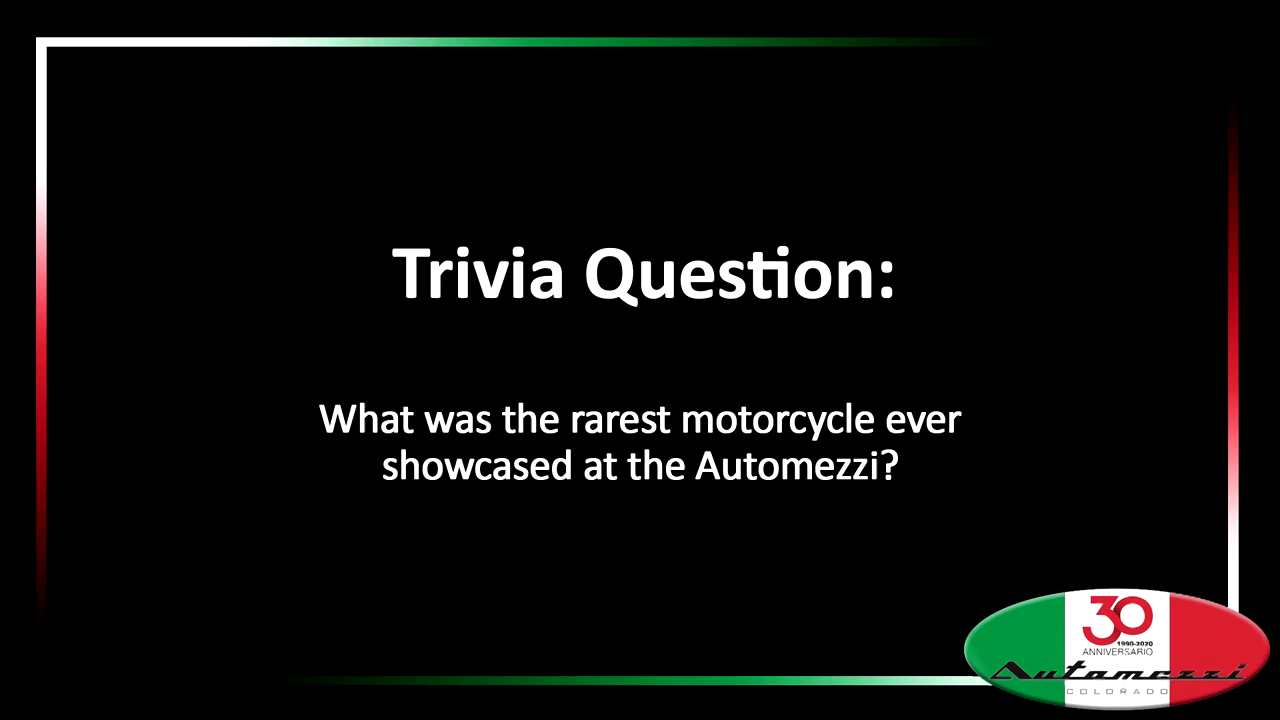 Trivia Question:
What was the rarest motorcycle ever
showcased at the Automezzi?
30
1990-2020
ANNIVERSARIO
Automezzi
COLORADO